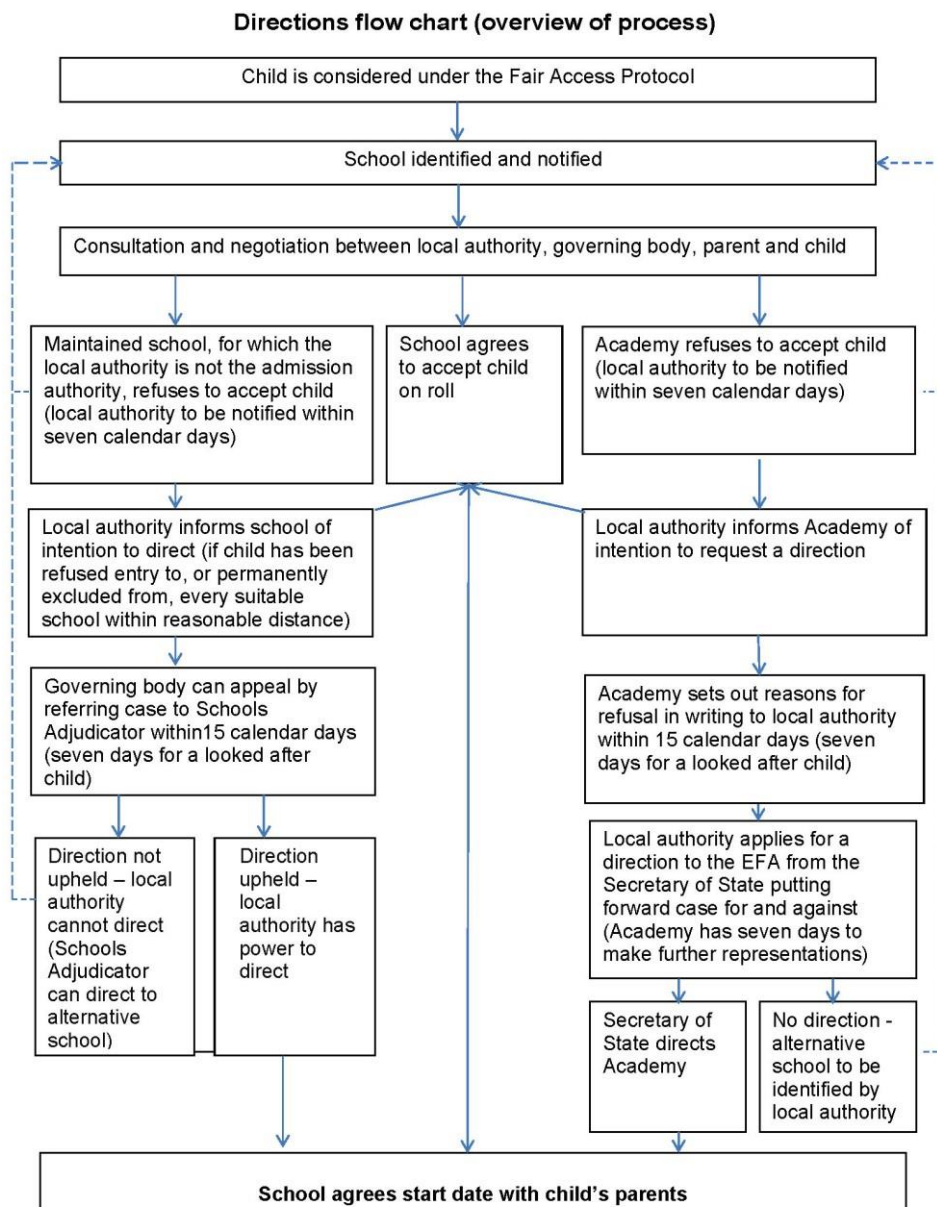 Directions flow chart (overview of process)
Child is considered under the Fair Access Protocol
School identified and notified
Consultation and negotiation between local authority, governing body, parent and child
Maintained school, for which the
local authority is not the admission
authority, refuses to accept child
(local authority to be notified within
seven calendar days)
School agrees
to accept child
on roll
Academy refuses to accept child
(local authority to be notified
within seven calendar days)
Local authority informs school of
intention to direct (if child has been
refused entry to, or permanently
excluded from, every suitable
school within reasonable distance)
Local authority informs Academy of
intention to request a direction
Governing body can appeal by
referring case to Schools
Adjudicator within15 calendar days
(seven days for a looked after
child)
Academy sets out reasons for
refusal in writing to local authority
within 15 calendar days (seven
days for a looked after child)
Direction not
upheld – local
authority
cannot direct
(Schools
Adjudicator
can direct to
alternative
school)
Direction
upheld –
local
authority has
power to
direct
Local authority applies for a
direction to the EFA from the
Secretary of State putting
forward case for and against
(Academy has seven days to
make further representations)
Secretary of
State directs
Academy
No direction -
alternative
school to be
identified by
local authority
School agrees start date with child's parents